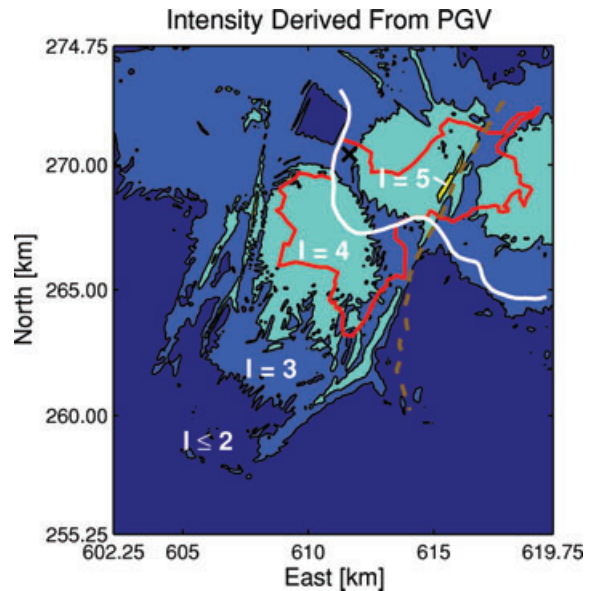 Intensity Derived From PGV
274.75
270.00
265.00
260.00
255.25
North [km]
I = 5
I = 4
I = 3
I ≤ 2
602.25 605 610 615 619.75
East [km]